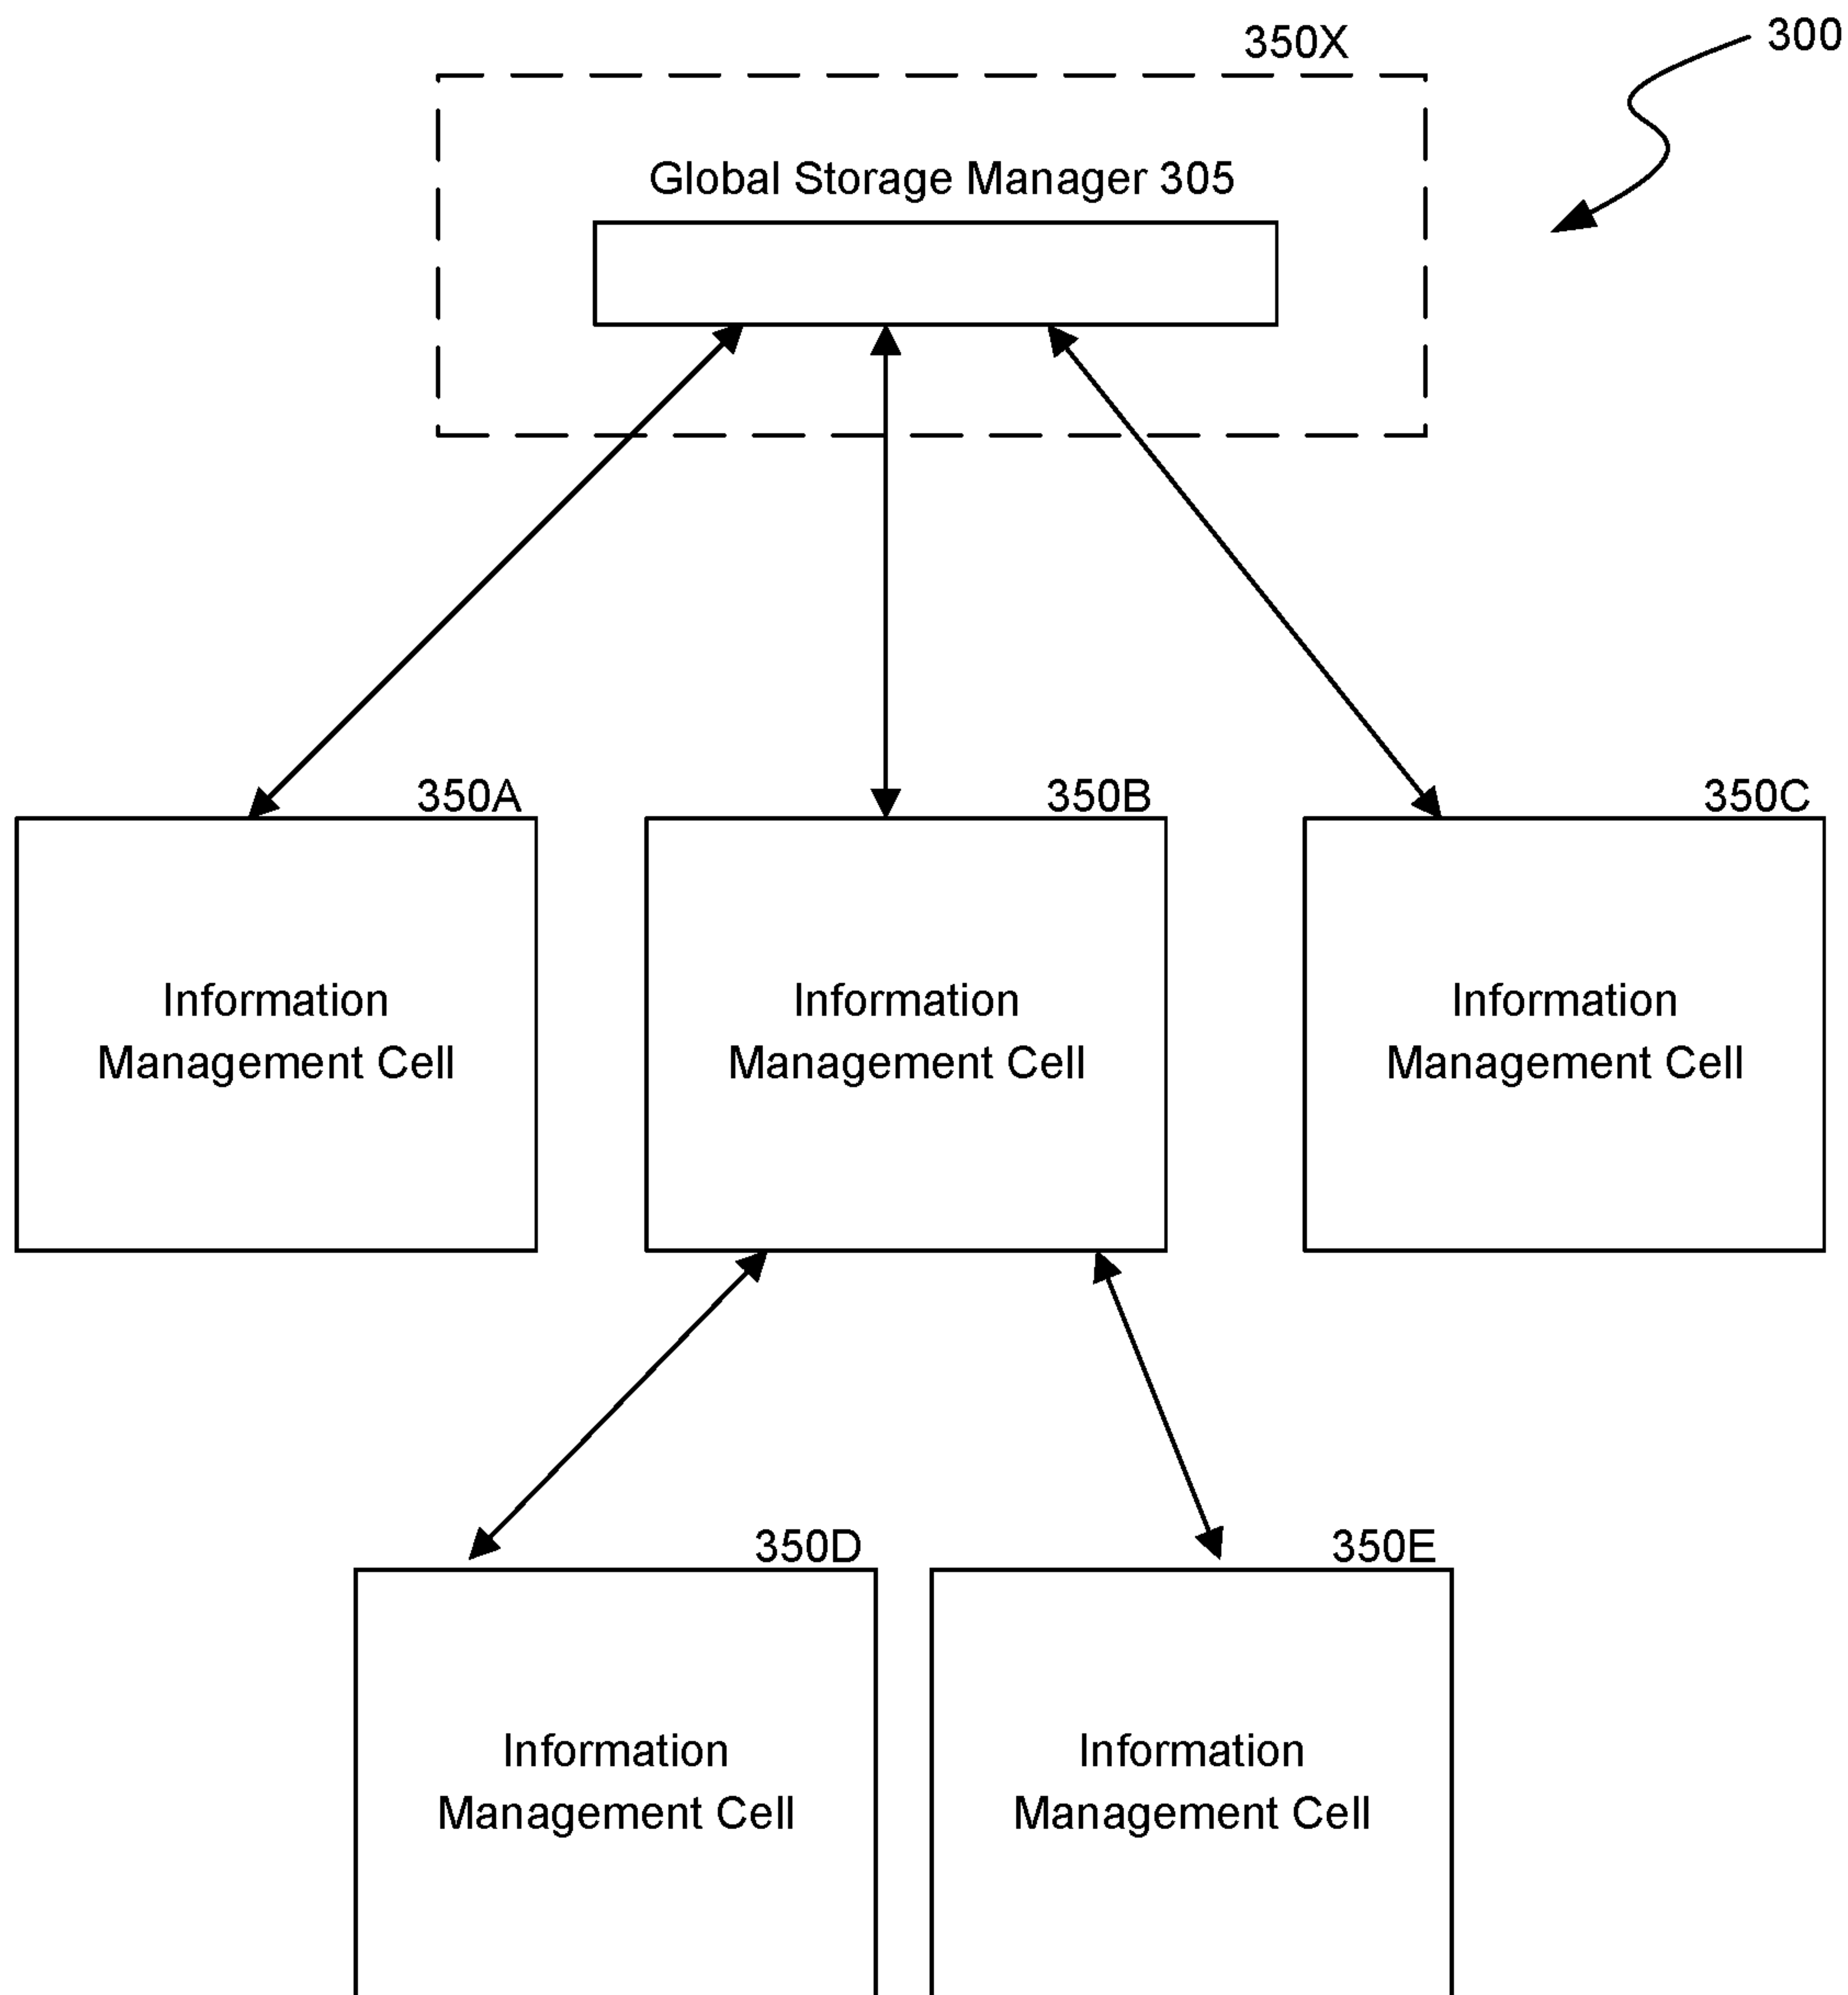 350X
300
Global Storage Manager 305
350A
350B
350C
Information
Management Cell
Information
Management Cell
Information
Management Cell
350D
350E
Information
Management Cell
Information
Management Cell